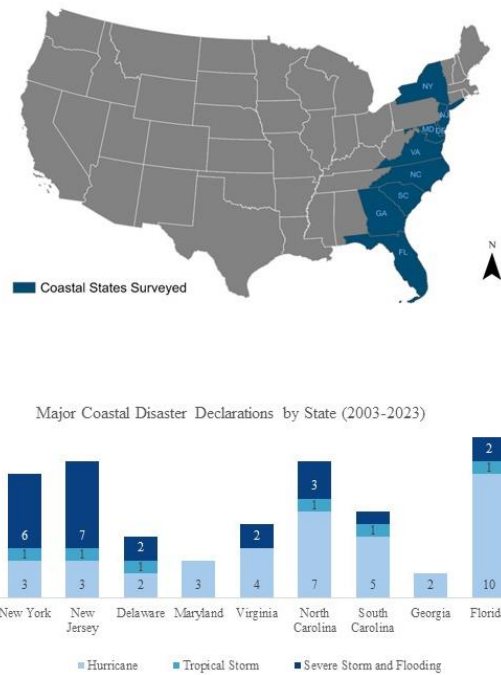 NY
NJ
MD DE
VA
NC
SC
GA
FL
N
Coastal States Surveyed
Major Coastal Disaster Declarations by State (2003-2023)
2
1
7
3
6
1
1
1
2
2
1
1
3
3
2
3
4
7
5
2
10
New York
New
Jersey
Delaware
Maryland
Virginia
North
Carolina
South
Carolina
Georgia
Florid
Hurricane
Tropical Storm
Severe Storm and Flooding